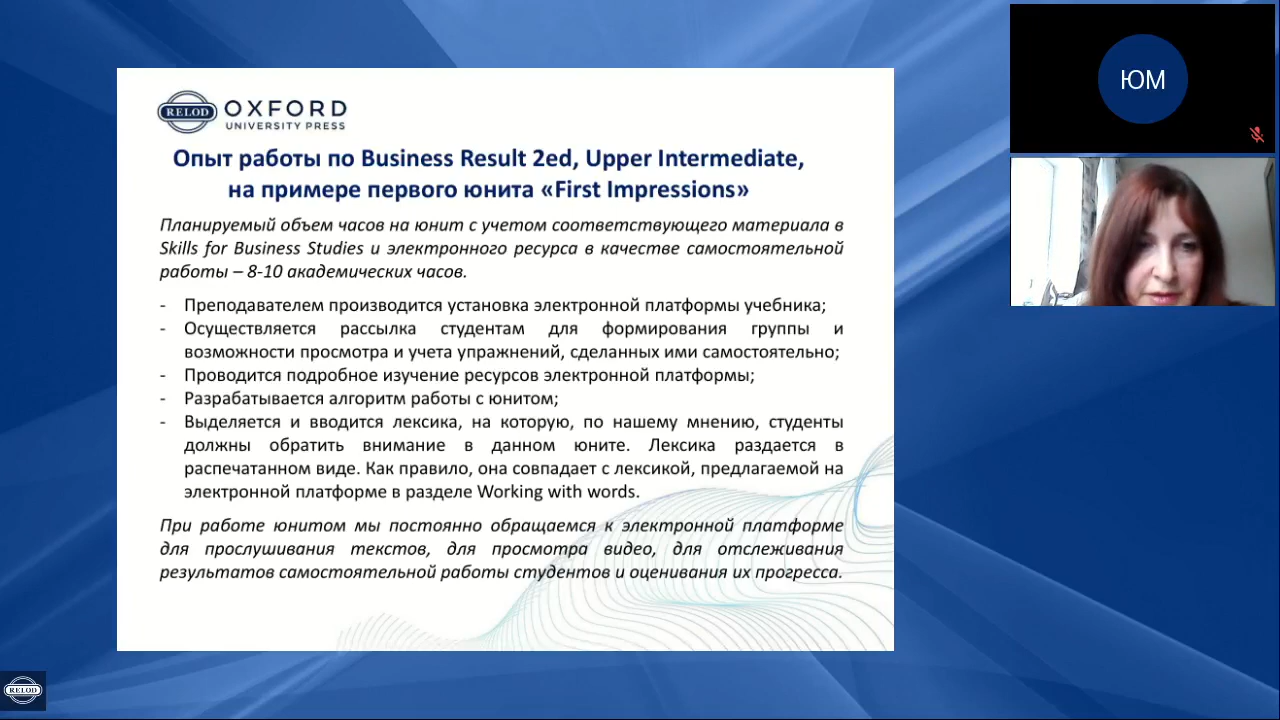 RELOD OXFORD
UNIVERSITY PRESS
Опыт работы по Business Result 2ed, Upper Intermediate,
на примере первого юнита «First Impressions»
Планируемый объем часов на юнит с учетом соответствующего материала в
Skills for Business Studies и электронного ресурса в качестве самостоятельной
работы – 8-10 академических часов.
- Преподавателем производится установка электронной платформы учебника;
- Осуществляется рассылка студентам для формирования группы и
возможности просмотра и учета упражнений, сделанных ими самостоятельно;
- Проводится подробное изучение ресурсов электронной платформы;
- Разрабатывается алгоритм работы с юнитом;
- Выделяется и вводится лексика, на которую, по нашему мнению, студенты
должны обратить внимание в данном юните. Лексика раздается в
распечатанном виде. Как правило, она совпадает с лексикой, предлагаемой на
электронной платформе в разделе Working with words.
При работе юнитом мы постоянно обращаемся к электронной платформе
для прослушивания текстов, для просмотра видео, для отслеживания
результатов самостоятельной работы студентов и оценивания их прогресса.
ЮМ
RELOD